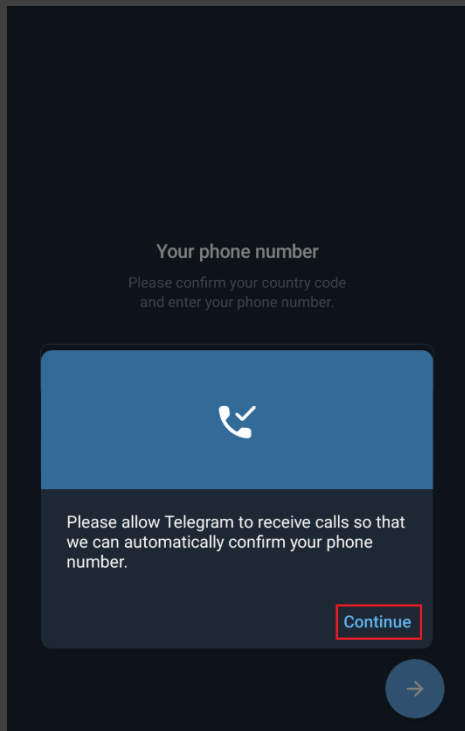 Your phone number
Please confirm your country code
and enter your phone number.
Please allow Telegram to receive calls so that
we can automatically confirm your phone
number.
Continue